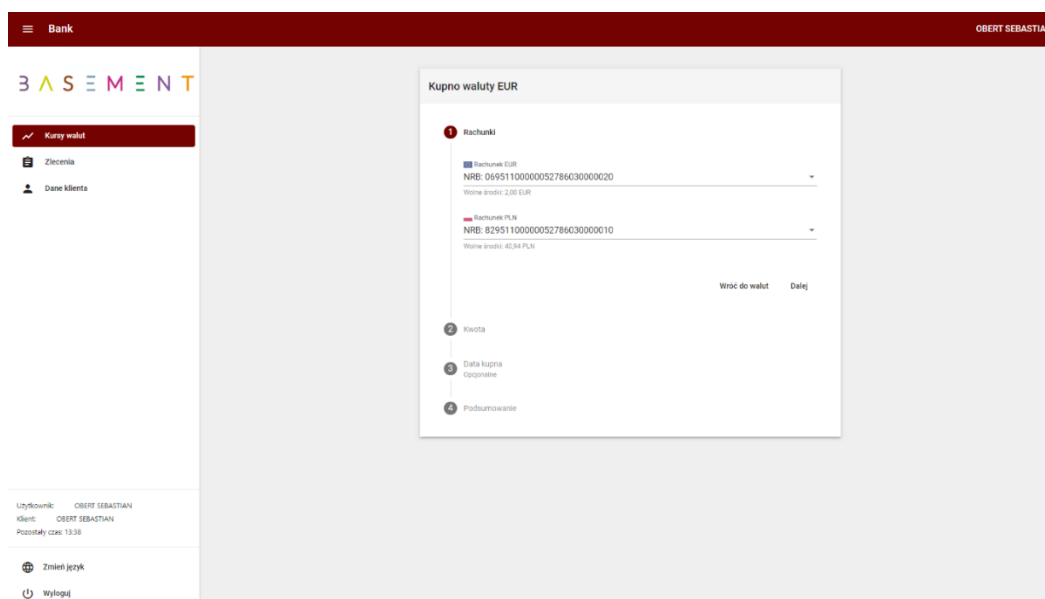 Bank
OBERT SEBASTIA
BASEMENT
Kursy walut
Zlecenia
Dane klienta
Kupno waluty EUR
1 Rachunki
Rachunek EUR
NRB: 06951100000052786030000020
Wolne środki: 2,00 EUR
Rachunek PLN
NRB: 82951100000052786030000010
Wolne środki: 40,94 PLN
Wróć do walut Dalej
2 Kwota
3 Data kupna
Opcjonalne
4 Podsumowanie
Użytkownik: OBERT SEBASTIAN
Klient: OBERT SEBASTIAN
Pozostały czas: 13:38
Zmień język
Wyloguj